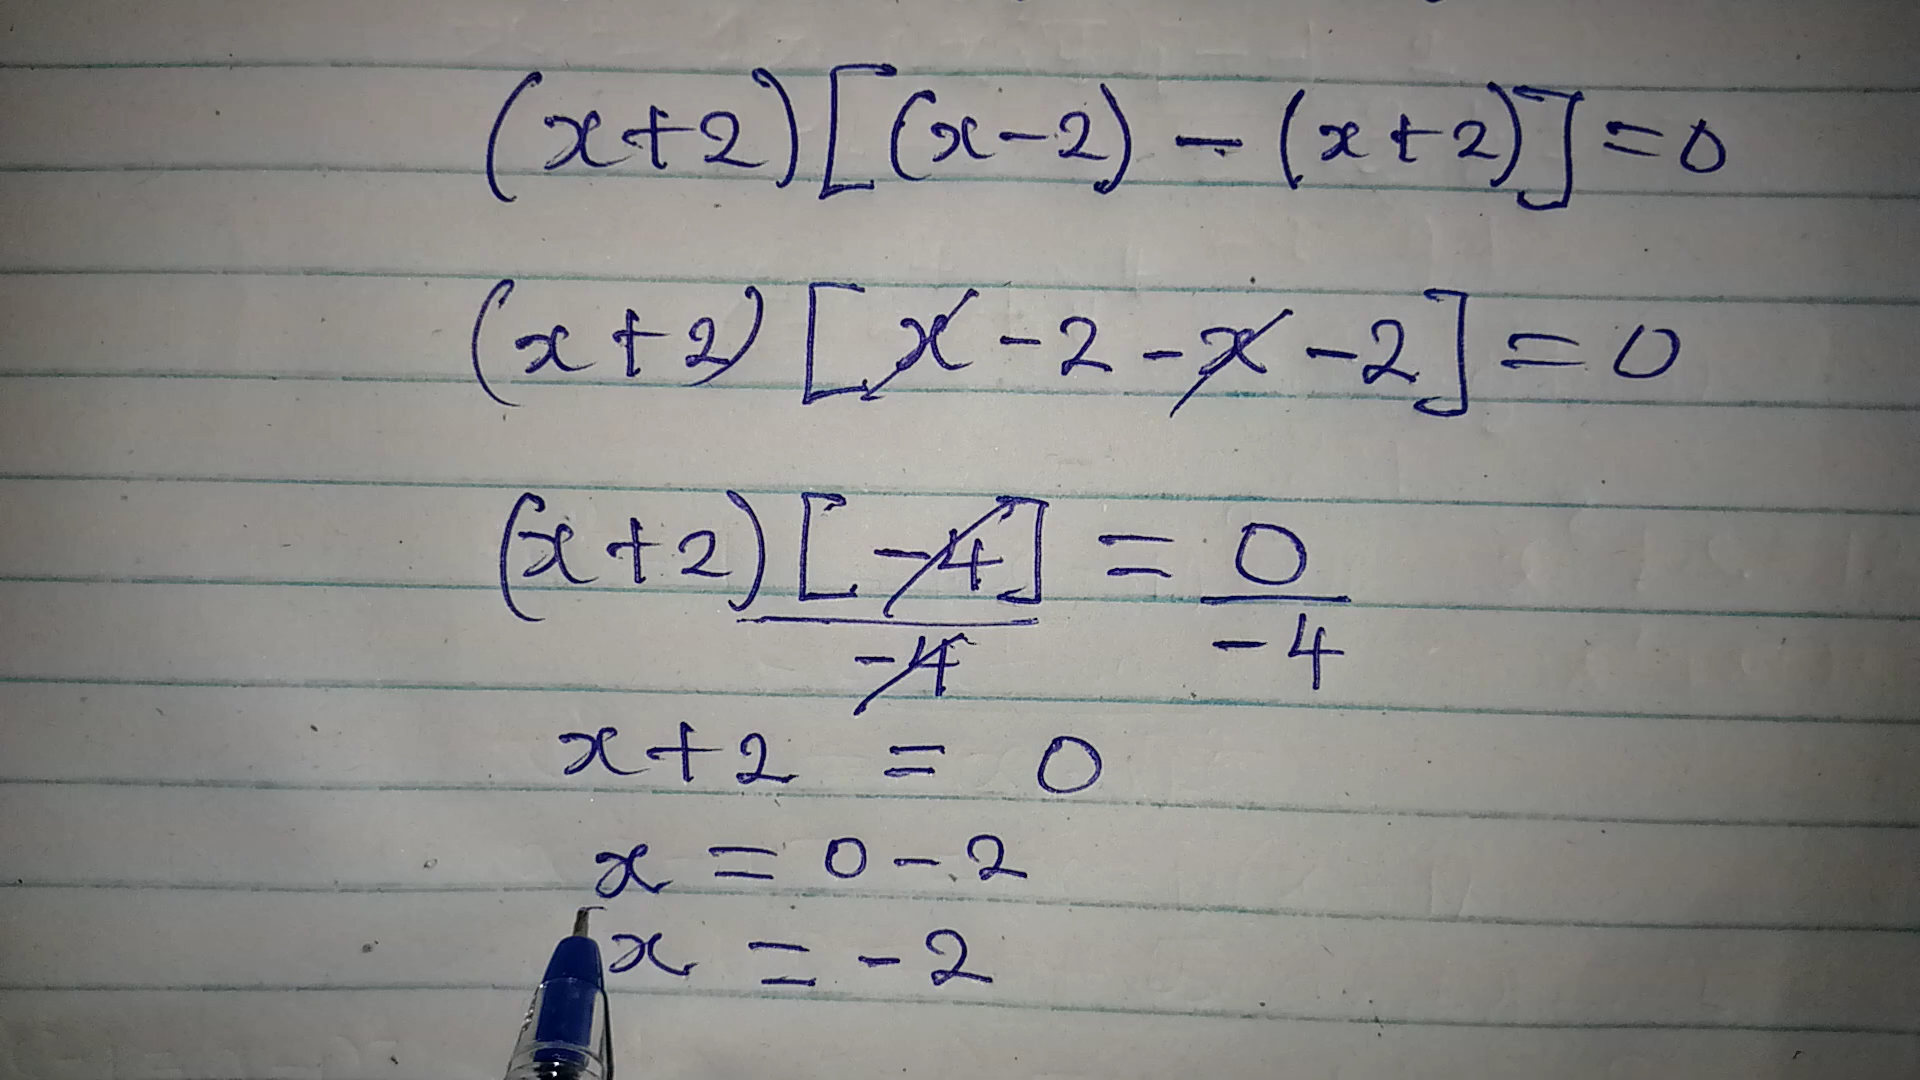 (x+2)[(x-2) - (x+2)] = 0
(x+2)[x - 2 - x - 2] = 0
(x+2)[-4] = 0
-4 -4
x+2 = 0
x = 0-2
x = -2